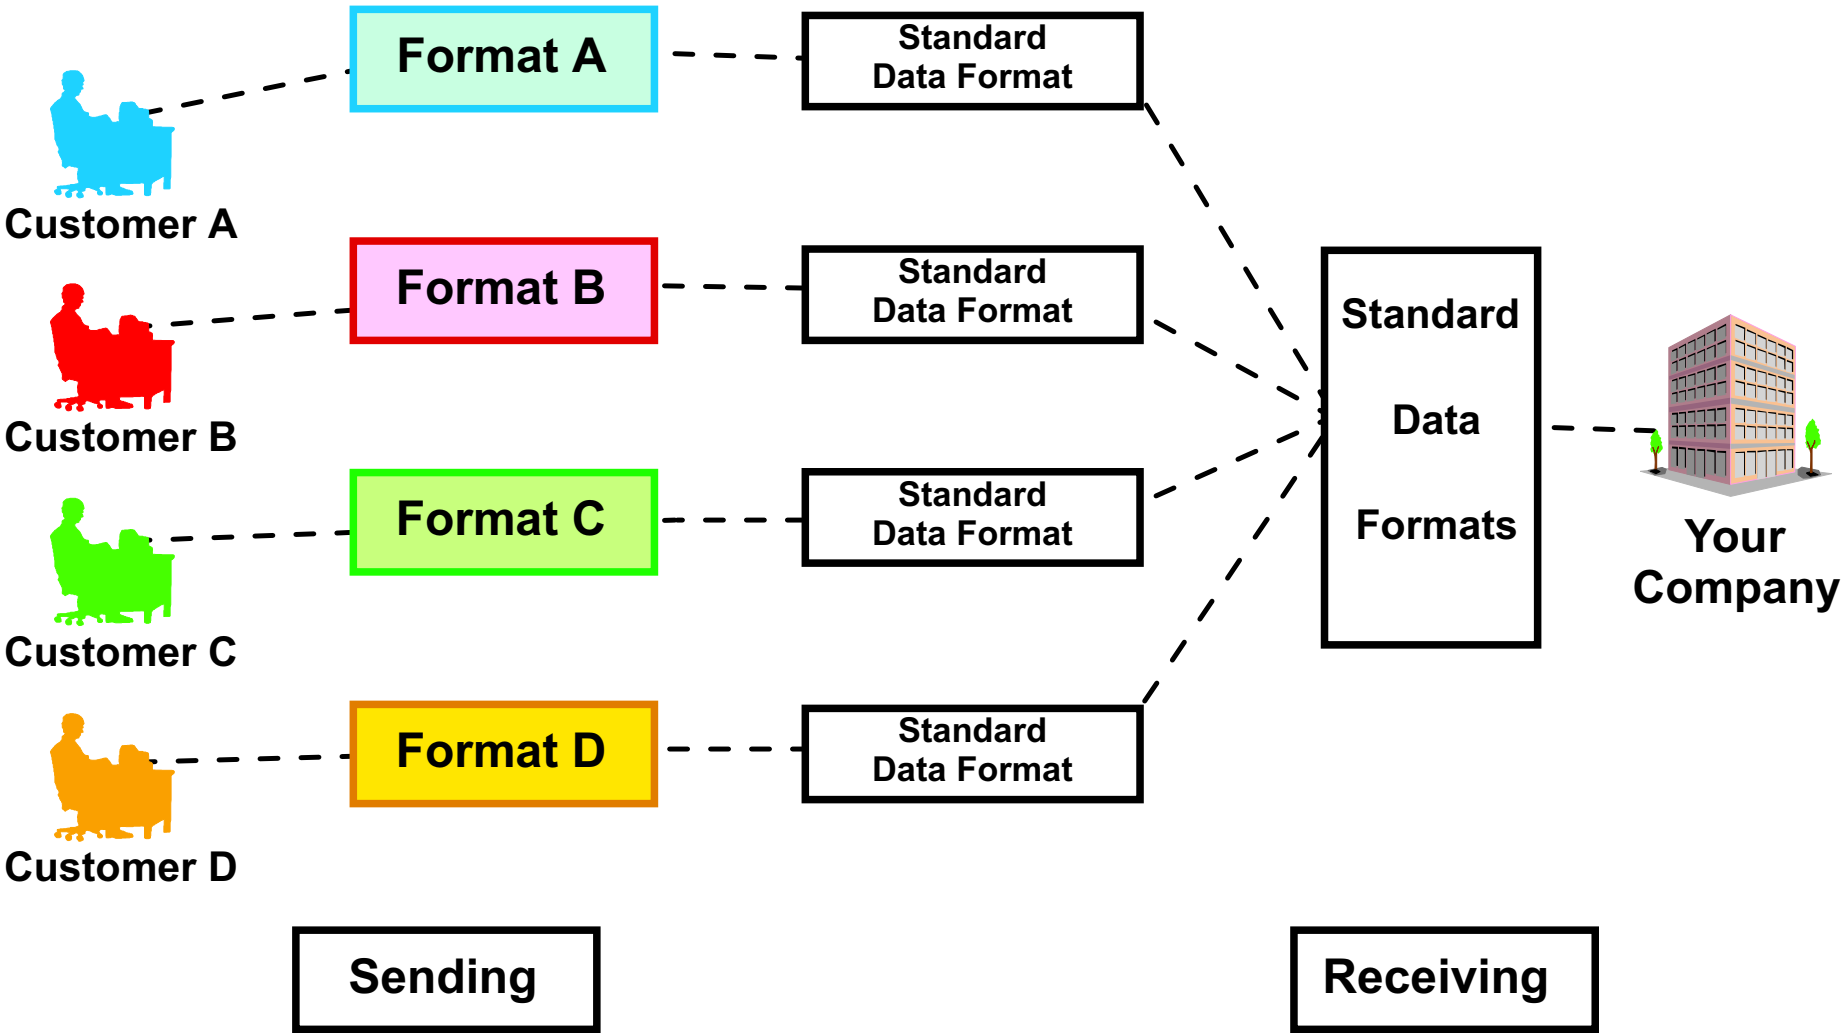 Format A
Standard
Data Format
Customer A
Format B
Standard
Data Format
Customer B
Format C
Standard
Data Format
Customer C
Format D
Standard
Data Format
Customer D
Standard
Data
Formats
Your
Company
Sending
Receiving